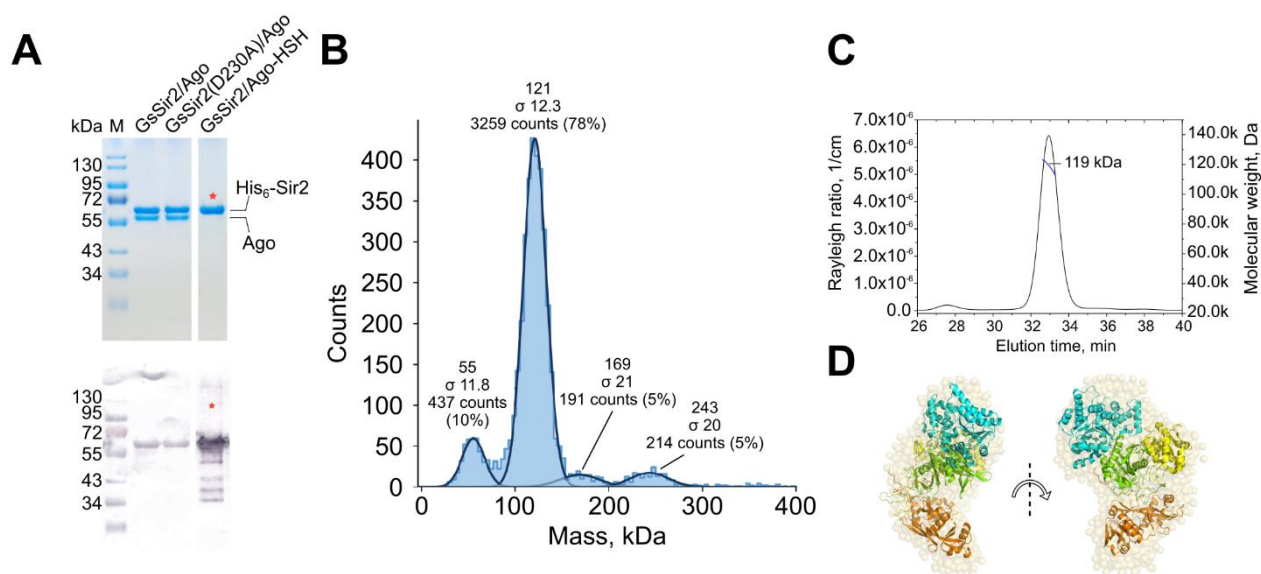 A
kDa M
GsSir2/Ago
GsSir2(D230A)/Ago
GsSir2/Ago-HSH
130
95
72
55
43
34
His6-Sir2
Ago
130
95
72
55
43
34
B
121
σ 12.3
3259 counts (78%)
55
σ 11.8
437 counts
(10%)
169
σ 21
191 counts (5%)
243
σ 20
214 counts (5%)
Counts
400
350
300
250
200
150
100
50
0
0 100 200 300 400
Mass, kDa
C
Rayleigh ratio, 1/cm
7.0x10-6
6.0x10-6
5.0x10-6
4.0x10-6
3.0x10-6
2.0x10-6
1.0x10-6
0.0
119 kDa
140.0k
120.0k
100.0k
80.0k
60.0k
40.0k
20.0k
Molecular weight, Da
26 28 30 32 34 36 38 40
Elution time, min
D